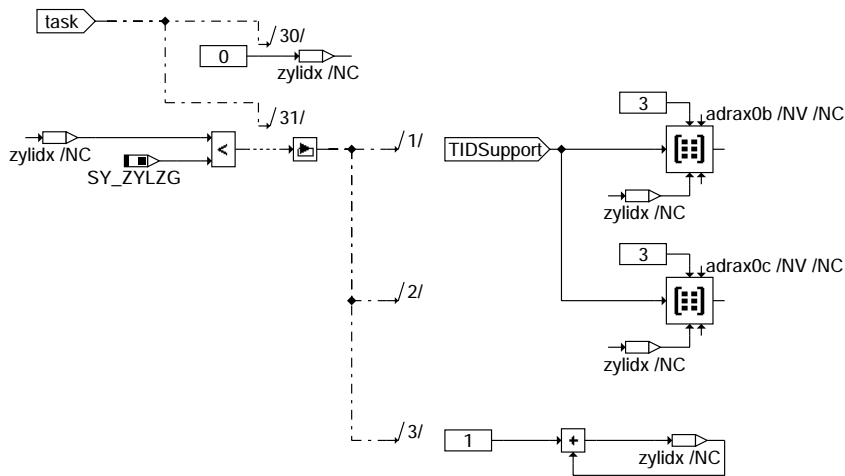 task
/30/
0
zylidx /NC
/31/
zylidx /NC
SY_ZYLZG
<
/1/
TIDSupport
3
adrax0b /NV /NC
zylidx /NC
/2/
3
adrax0c /NV /NC
zylidx /NC
/3/
1
+
zylidx /NC